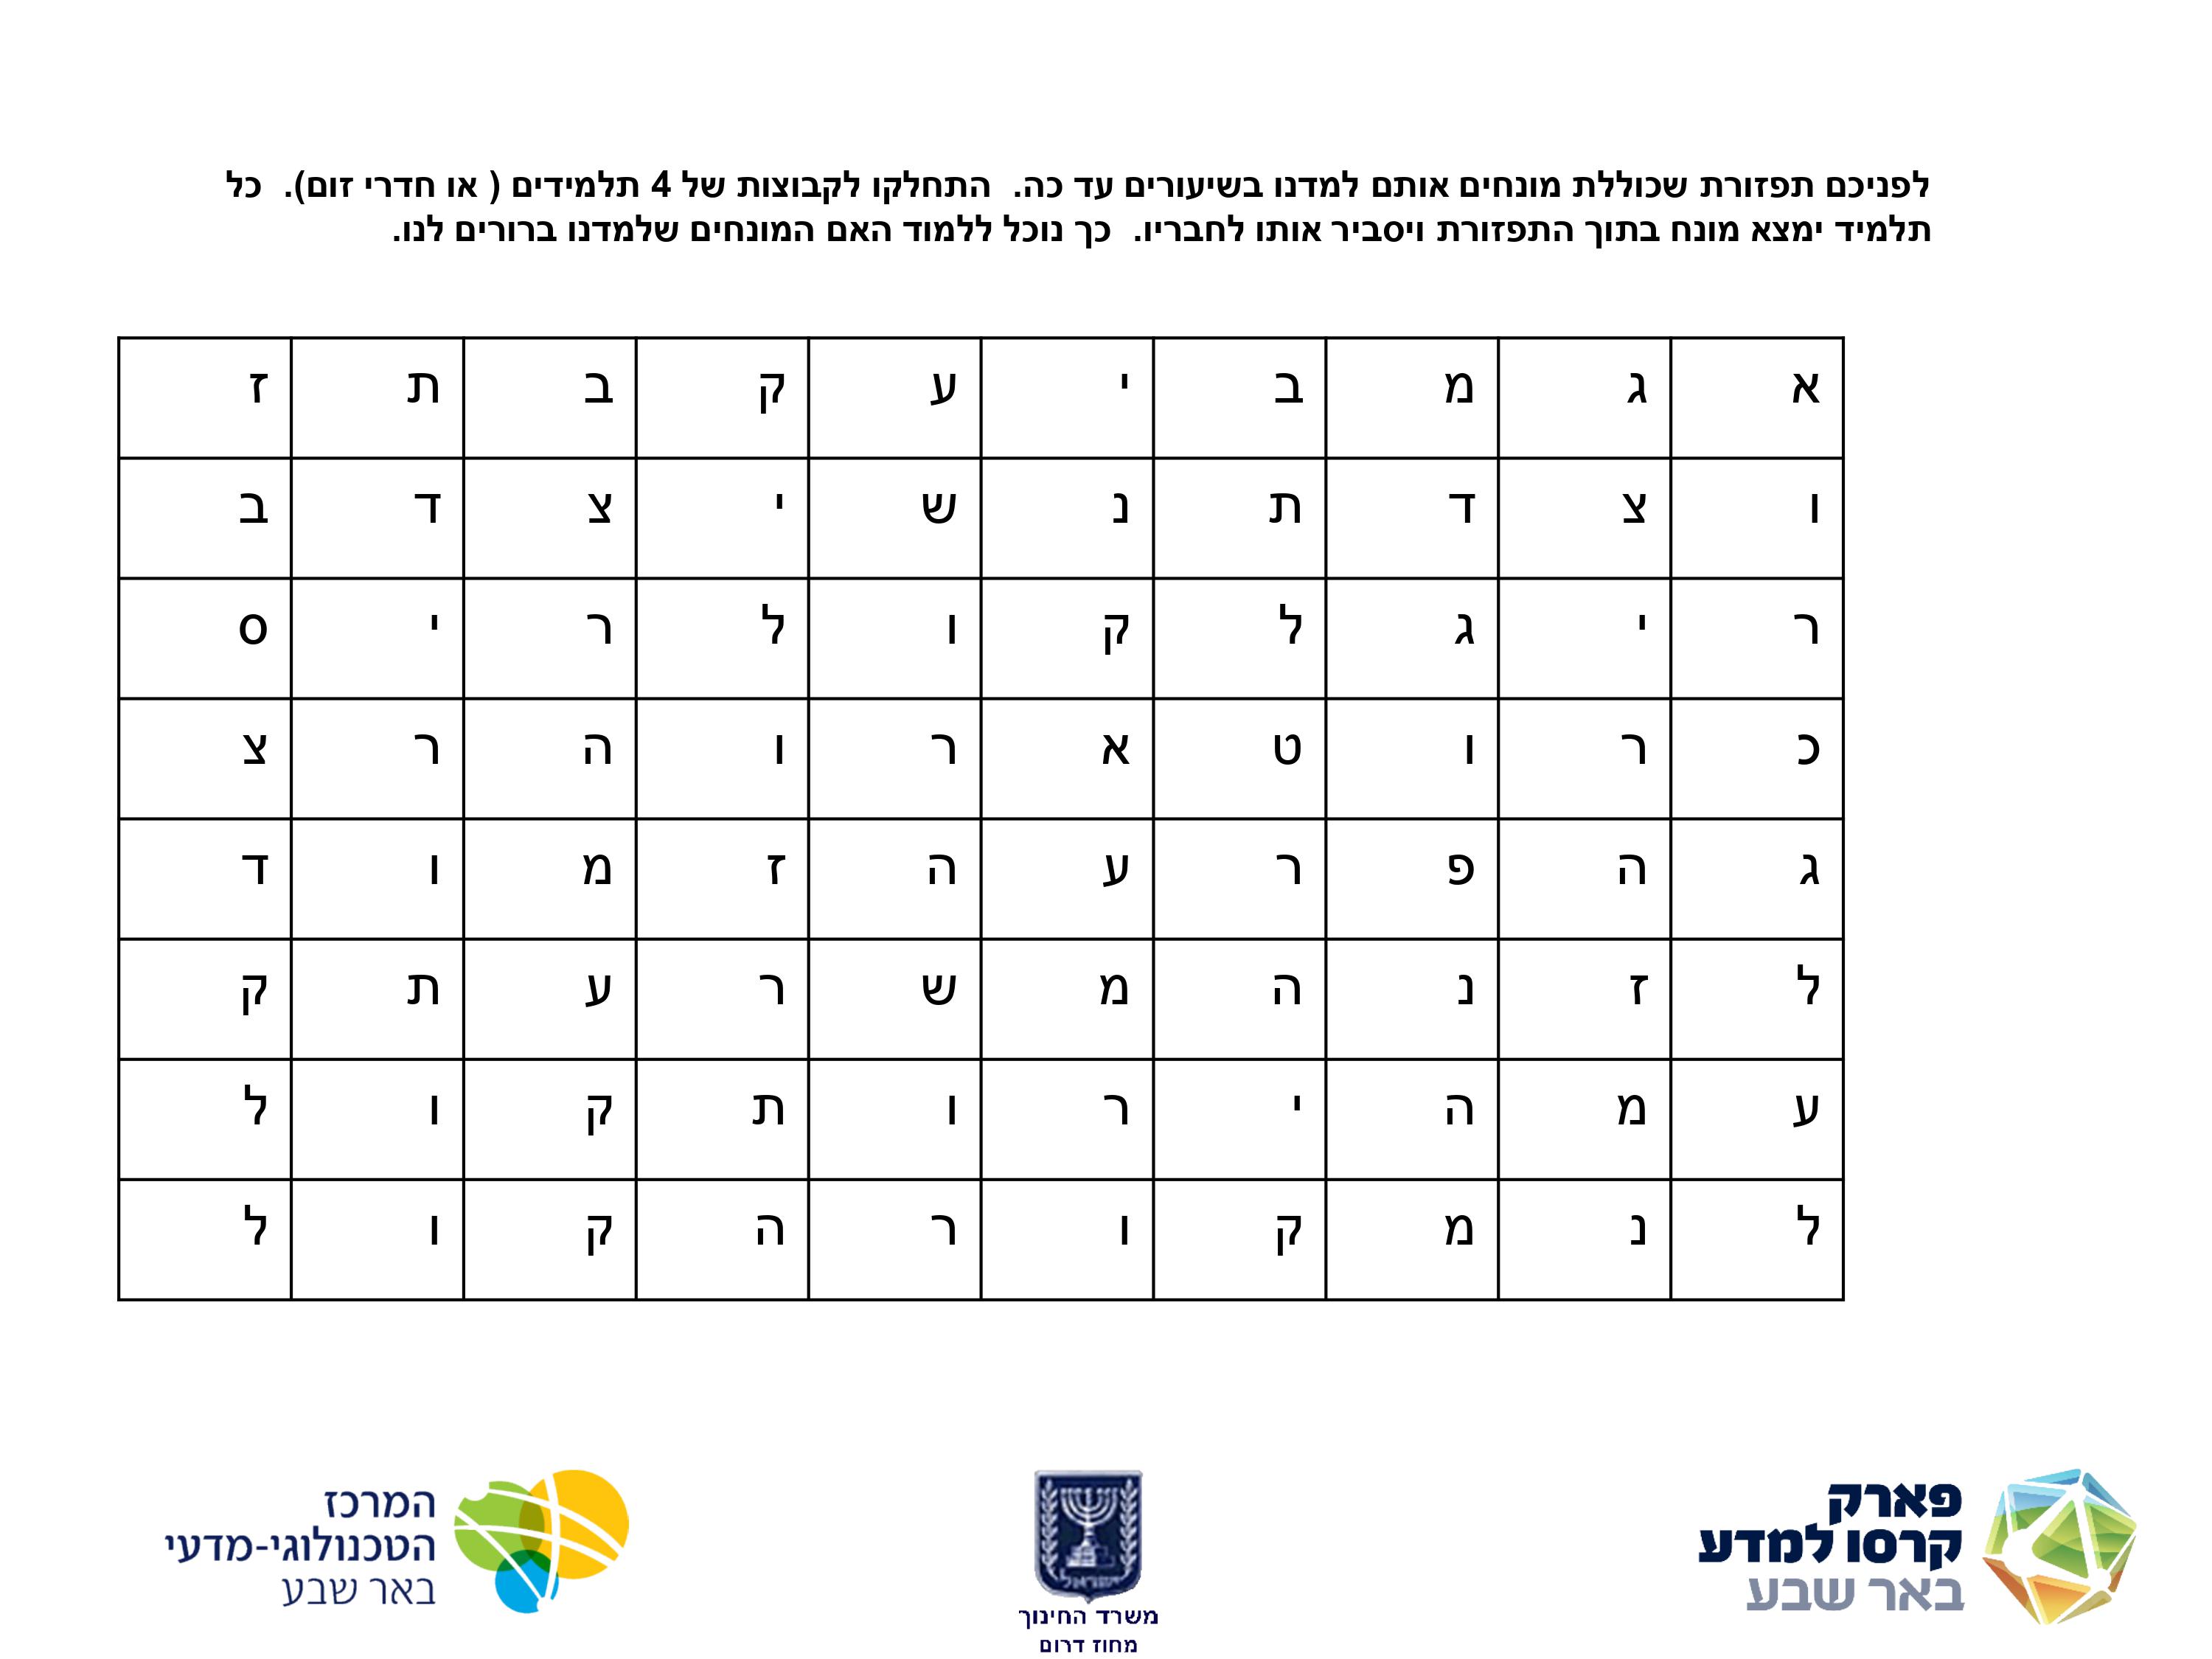 לפניכם תפזורת שכוללת מונחים אותם למדנו בשיעורים עד כה.  התחלקו לקבוצות של 4 תלמידים ( או חדרי זום).  כל
תלמיד ימצא מונח בתוך התפזורת ויסביר אותו לחבריו.  כך נוכל ללמוד האם המונחים שלמדנו ברורים לנו.
א ג מ ב י ע ק ב ת ז
ו צ ד ת נ ש י צ ד ב
ר י ג ל ק ו ל ר י ס
כ ר ו ט א ר ו ה ר צ
ג ה פ ר ע ה ז מ ו ד
ל ז נ ה מ ש ר ע ת ק
ע מ ה י ר ו ת ק ו ל
ל נ מ ק ו ר ה ק ו ל
פארק
קרסו למדע
באר שבע
ישראל
משרד החינוך
מחוז דרום
המרכז
הטכנולוגי-מדעי
באר שבע